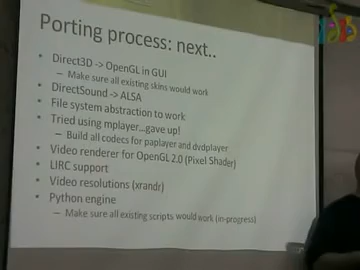 Porting process: next..
• Direct3D -> OpenGL in GUI
– Make sure all existing skins would work
• DirectSound -> ALSA
• File system abstraction to work
• Tried using mplayer...gave up!
– Build all codecs for paplayer and dvdplayer
• Video renderer for OpenGL 2.0 (Pixel Shader)
• LIRC support
• Video resolutions (xrandr)
• Python engine
– Make sure all existing scripts would work (in-progress)